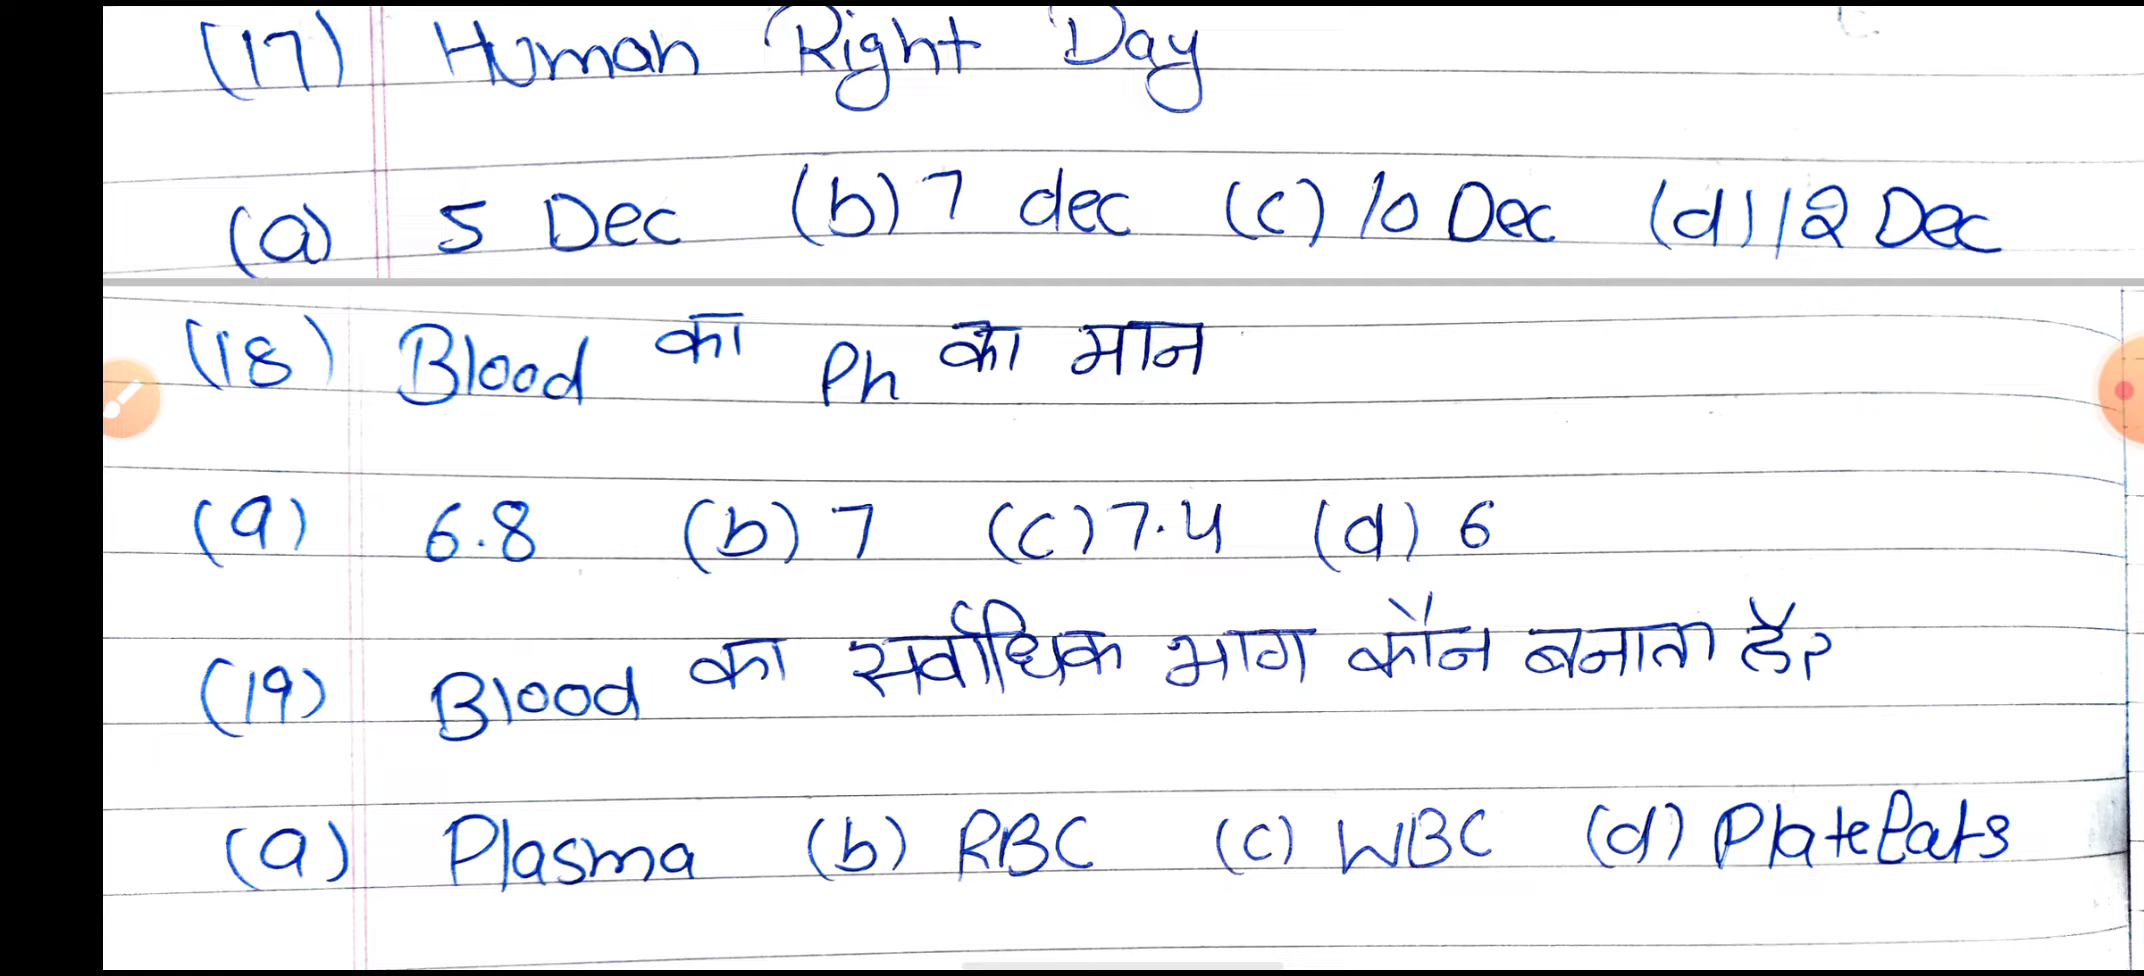 (17) Human Right Day
(a) 5 Dec (b) 7 dec (c) 10 Dec (d) 12 Dec
(18) Blood का Ph का मान
(a) 6.8 (b) 7 (c) 7.4 (d) 6
(19) Blood का सर्वाधिक भाग कौन बनाता है?
(a) Plasma (b) RBC (c) WBC (d) Platelats